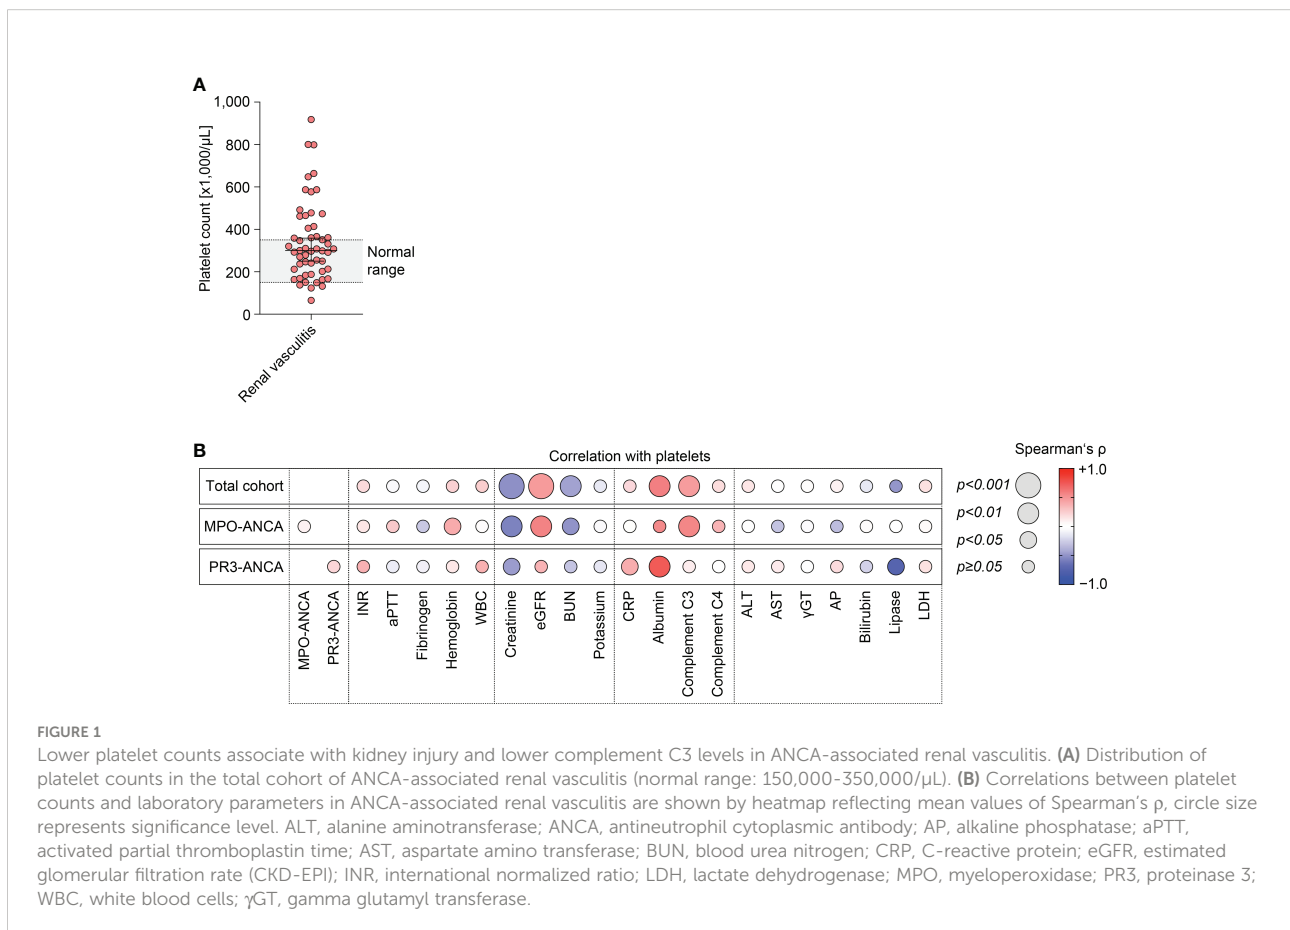 A
Platelet count [x1,000/µL]
1,000
800
600
400
200
0
Normal
range
Renal vasculitis
B
Correlation with platelets
Spearman‘s ρ
Total cohort
MPO-ANCA
PR3-ANCA
p<0.001
p<0.01
p<0.05
p≥0.05
+1.0
−1.0
MPO-ANCA
PR3-ANCA
INR
aPTT
Fibrinogen
Hemoglobin
WBC
Creatinine
eGFR
BUN
Potassium
CRP
Albumin
Complement C3
Complement C4
ALT
AST
γGT
AP
Bilirubin
Lipase
LDH
FIGURE 1
Lower platelet counts associate with kidney injury and lower complement C3 levels in ANCA-associated renal vasculitis. (A) Distribution of
platelet counts in the total cohort of ANCA-associated renal vasculitis (normal range: 150,000-350,000/µL). (B) Correlations between platelet
counts and laboratory parameters in ANCA-associated renal vasculitis are shown by heatmap reflecting mean values of Spearman’s ρ, circle size
represents significance level. ALT, alanine aminotransferase; ANCA, antineutrophil cytoplasmic antibody; AP, alkaline phosphatase; aPTT,
activated partial thromboplastin time; AST, aspartate amino transferase; BUN, blood urea nitrogen; CRP, C-reactive protein; eGFR, estimated
glomerular filtration rate (CKD-EPI); INR, international normalized ratio; LDH, lactate dehydrogenase; MPO, myeloperoxidase; PR3, proteinase 3;
WBC, white blood cells; γGT, gamma glutamyl transferase.